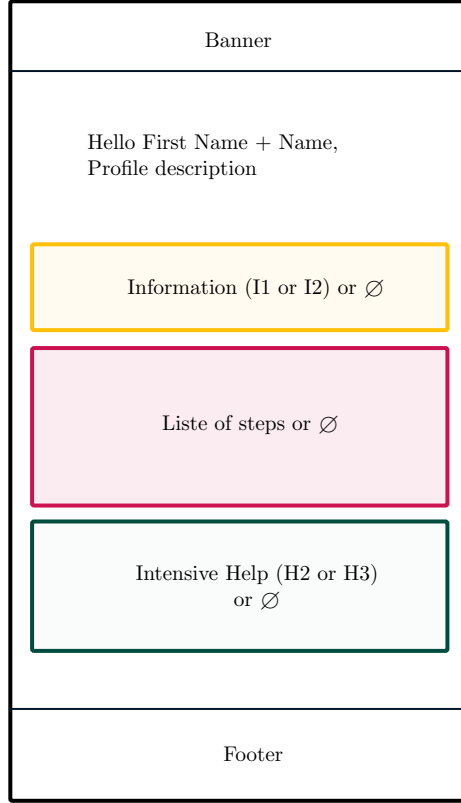 Banner
Hello First Name + Name,
Profile description
Information (I1 or I2) or ∅
Liste of steps or ∅
Intensive Help (H2 or H3)
or ∅
Footer